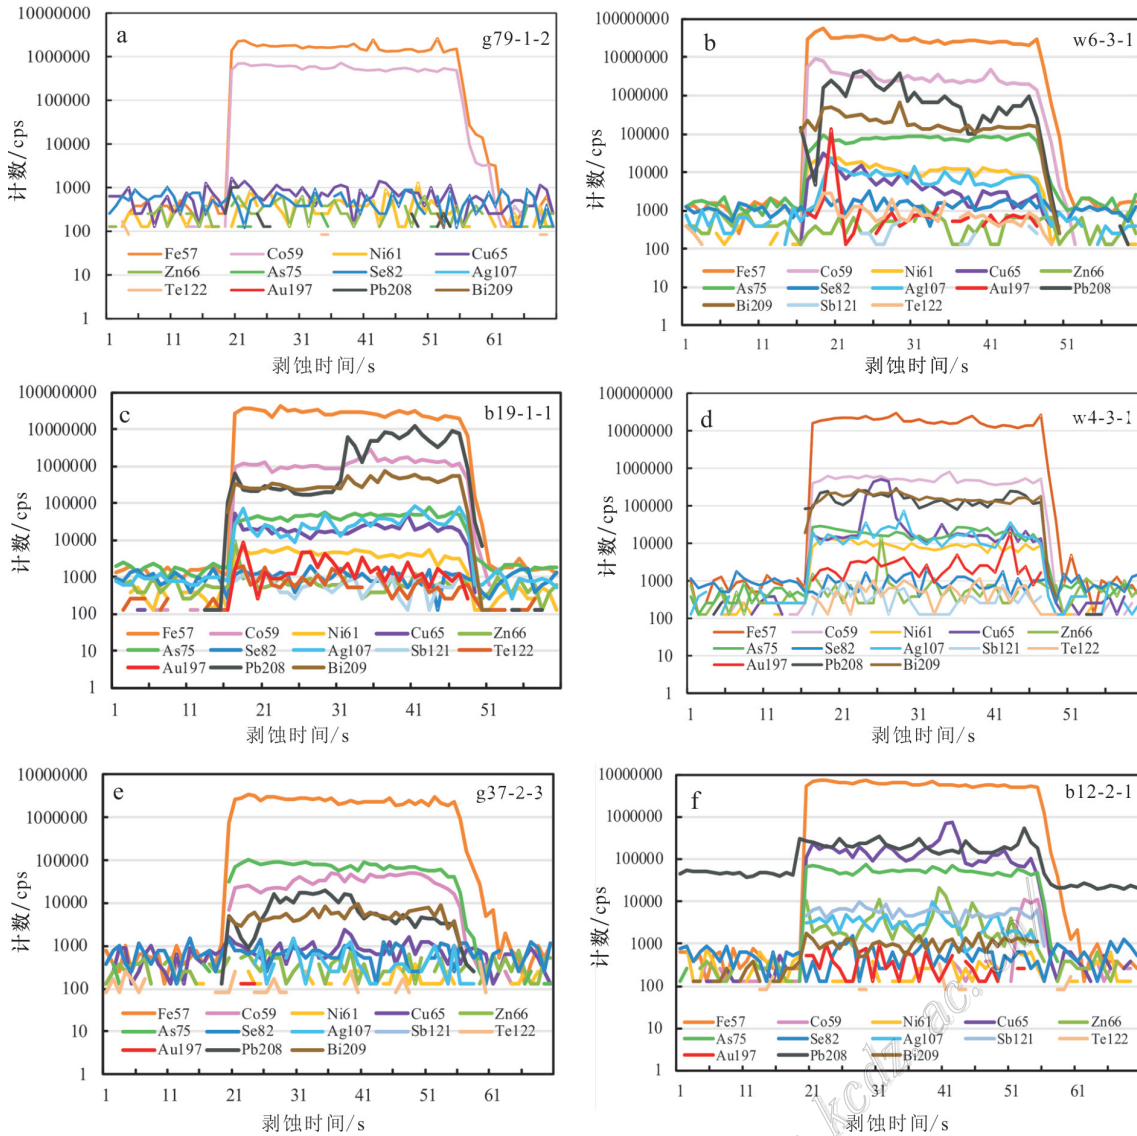 a
g79-1-2
10000000
1000000
100000
10000
1000
100
10
1
计数/cps
Fe57 Co59 Ni61 Cu65
Zn66 As75 Se82 Ag107
Te122 Au197 Pb208 Bi209
1 11 21 31 41 51 61
剥蚀时间/s
b
w6-3-1
100000000
10000000
1000000
100000
10000
1000
100
10
1
计数/cps
Fe57 Co59 Ni61 Cu65 Zn66
As75 Se82 Ag107 Au197 Pb208
Bi209 Sb121 Te122
1 11 21 31 41 51
剥蚀时间/s
c
b19-1-1
100000000
10000000
1000000
100000
10000
1000
100
10
1
计数/cps
Fe57 Co59 Ni61 Cu65 Zn66
As75 Se82 Ag107 Sb121 Te122
Au197 Pb208 Bi209
1 11 21 31 41 51
剥蚀时间/s
d
w4-3-1
100000000
10000000
1000000
100000
10000
1000
100
10
1
计数/cps
Fe57 Co59 Ni61 Cu65 Zn66
As75 Se82 Ag107 Sb121 Te122
Au197 Pb208 Bi209
1 11 21 31 41 51
剥蚀时间/s
e
g37-2-3
10000000
1000000
100000
10000
1000
100
10
1
计数/cps
Fe57 Co59 Ni61 Cu65 Zn66
As75 Se82 Ag107 Sb121 Te122
Au197 Pb208 Bi209
1 11 21 31 41 51 61
剥蚀时间/s
f
b12-2-1
10000000
1000000
100000
10000
1000
100
10
1
计数/cps
Fe57 Co59 Ni61 Cu65 Zn66
As75 Se82 Ag107 Sb121 Te122
Au197 Pb208 Bi209
1 11 21 31 41 51 61
剥蚀时间/s
kcdz.ac.